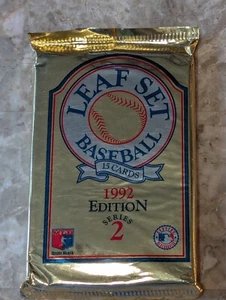 LEAF SET
BASEBALL
15 CARDS
1992
EDITION
SERIES
2